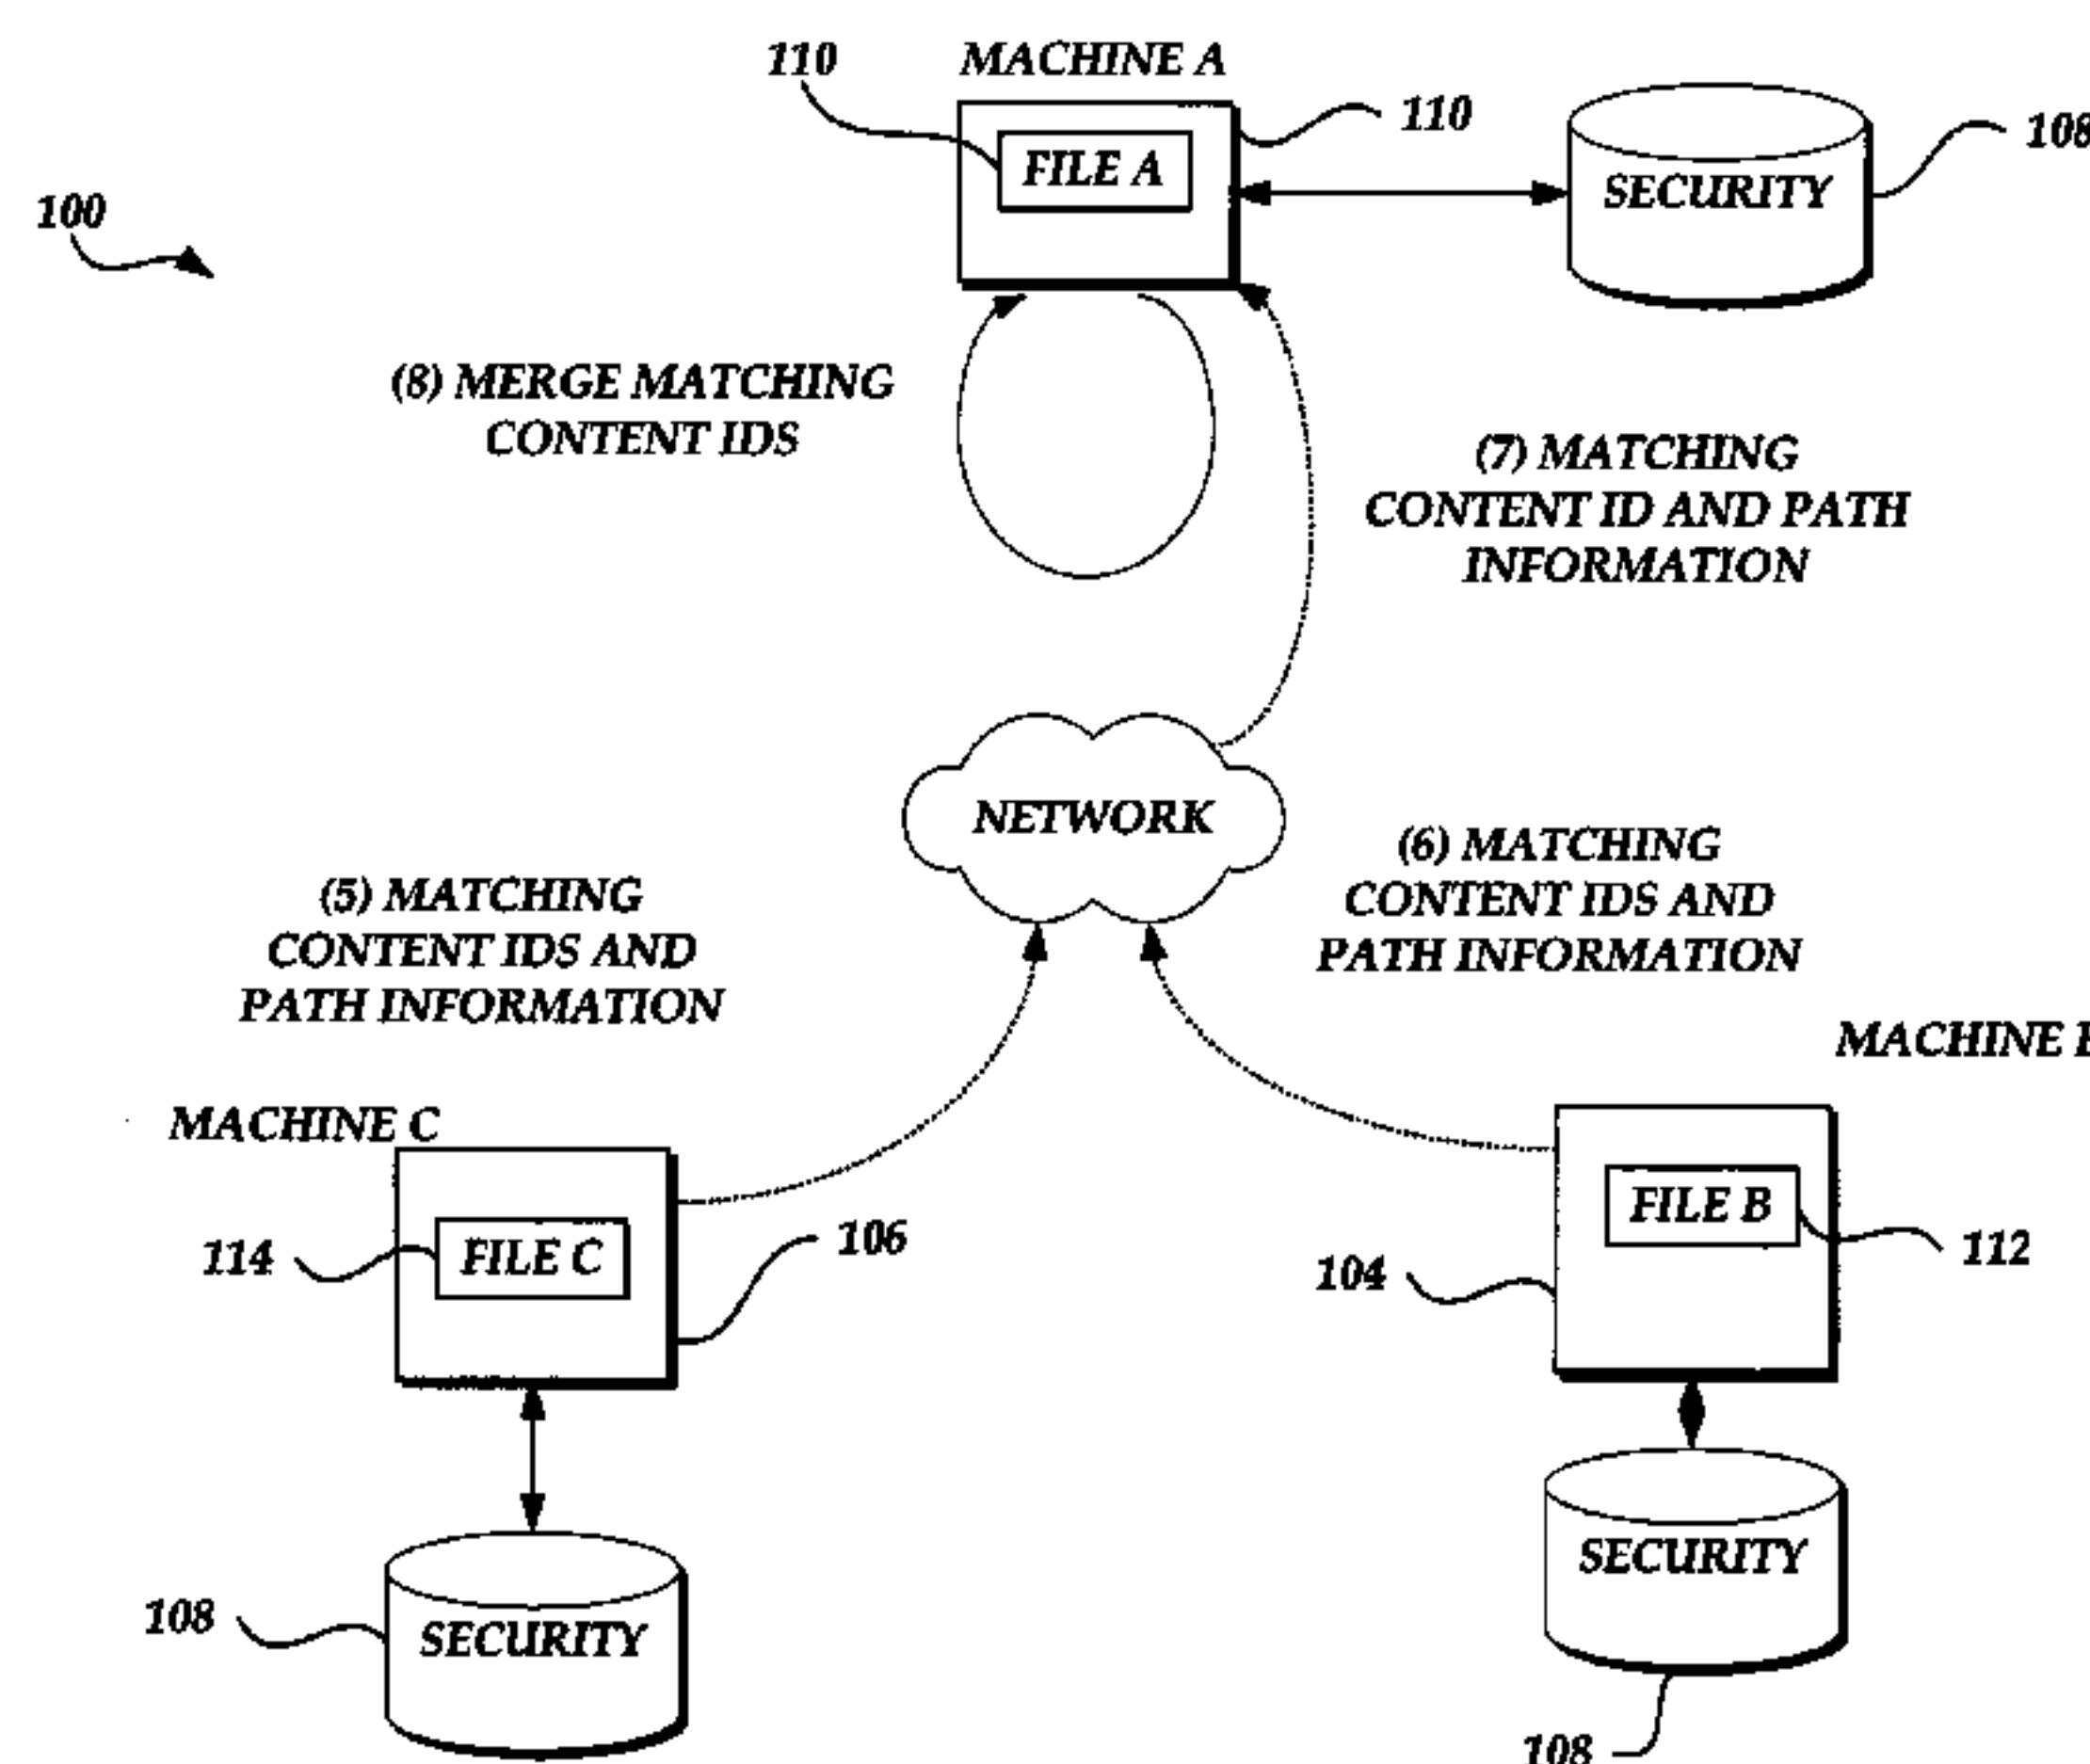 110
MACHINE A
110
FILE A
SECURITY
108
100
(8) MERGE MATCHING
CONTENT IDS
(7) MATCHING
CONTENT ID AND PATH
INFORMATION
NETWORK
(6) MATCHING
CONTENT IDS AND
PATH INFORMATION
(5) MATCHING
CONTENT IDS AND
PATH INFORMATION
MACHINE
MACHINE C
FILE B
112
104
FILE C
114
106
SECURITY
108
SECURITY
108